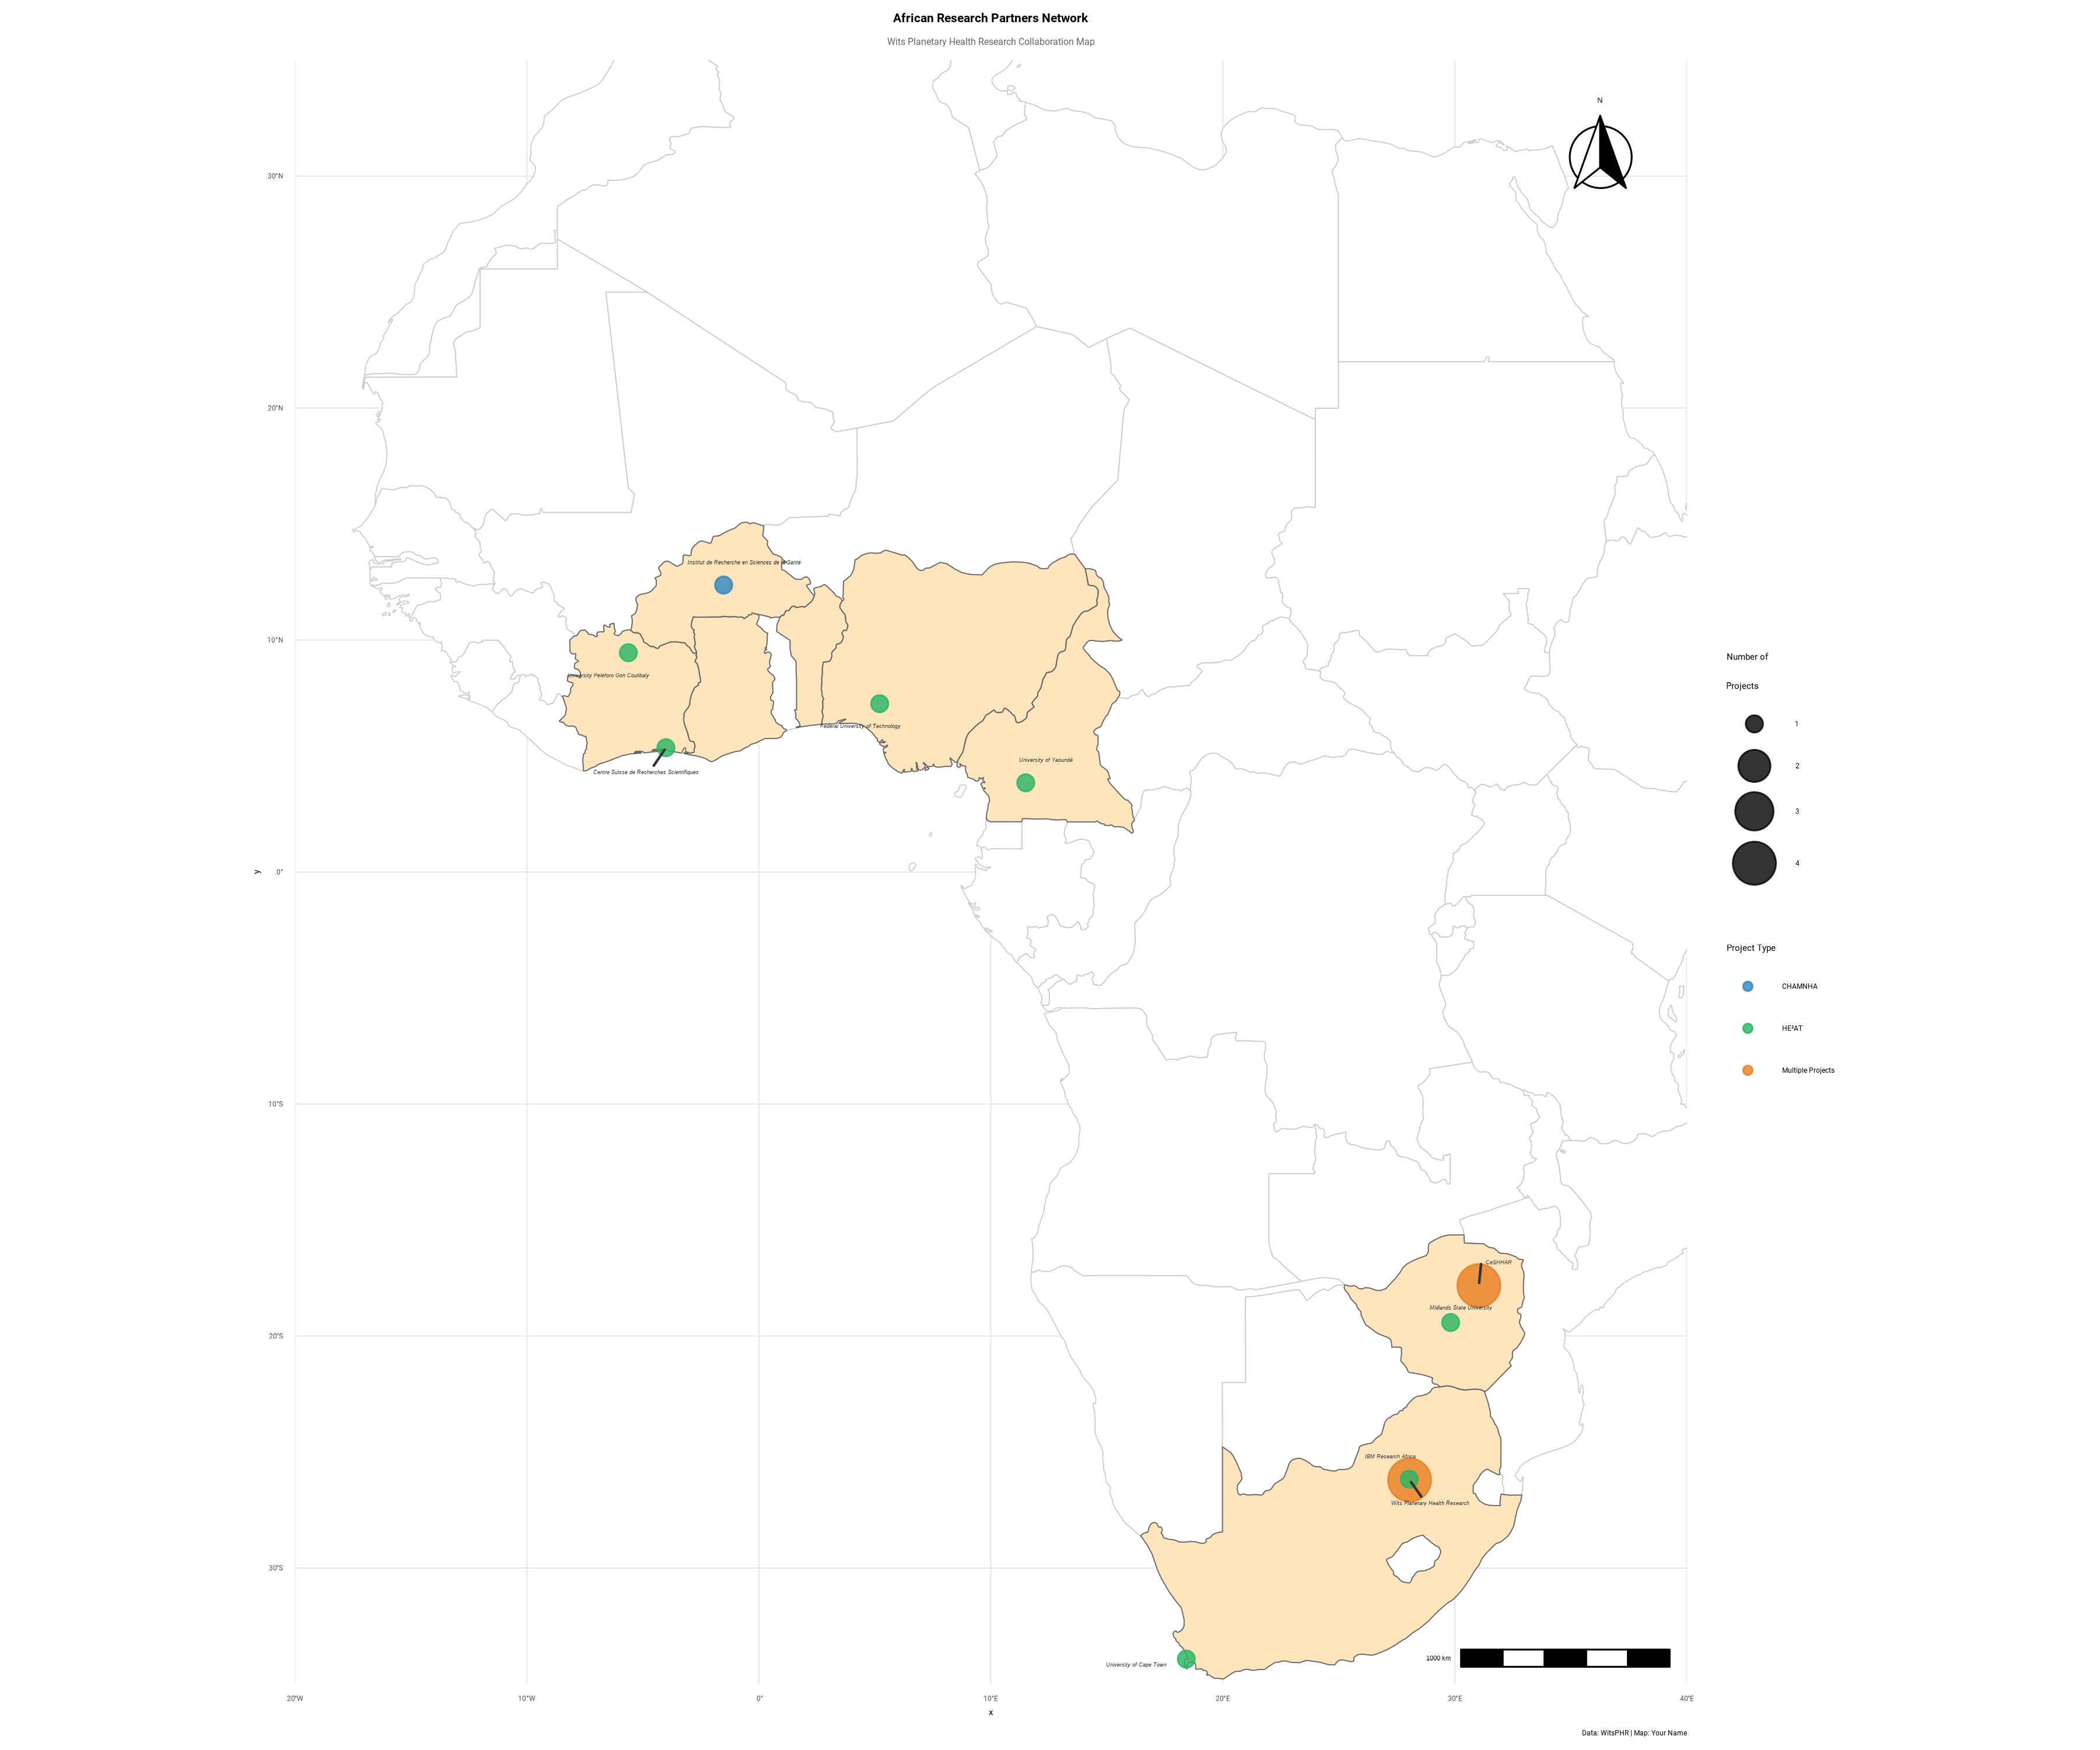 African Research Partners Network
Wits Planetary Health Research Collaboration Map
N
30°N
20°N
10°N
0°
10°S
20°S
30°S
y
Institut de Recherche en Sciences de la Santé
University Peleforo Gon Coulibaly
Federal University of Technology
Centre Suisse de Recherches Scientifiques
University of Yaoundé
CeSHHAR
Midlands State University
IBM Research Africa
Wits Planetary Health Research
University of Cape Town
1000 km
20°W
10°W
0°
10°E
20°E
30°E
40°E
x
Number of
Projects
1
2
3
4
Project Type
CHAMNHA
HE²AT
Multiple Projects
Data: WitsPHR | Map: Your Name